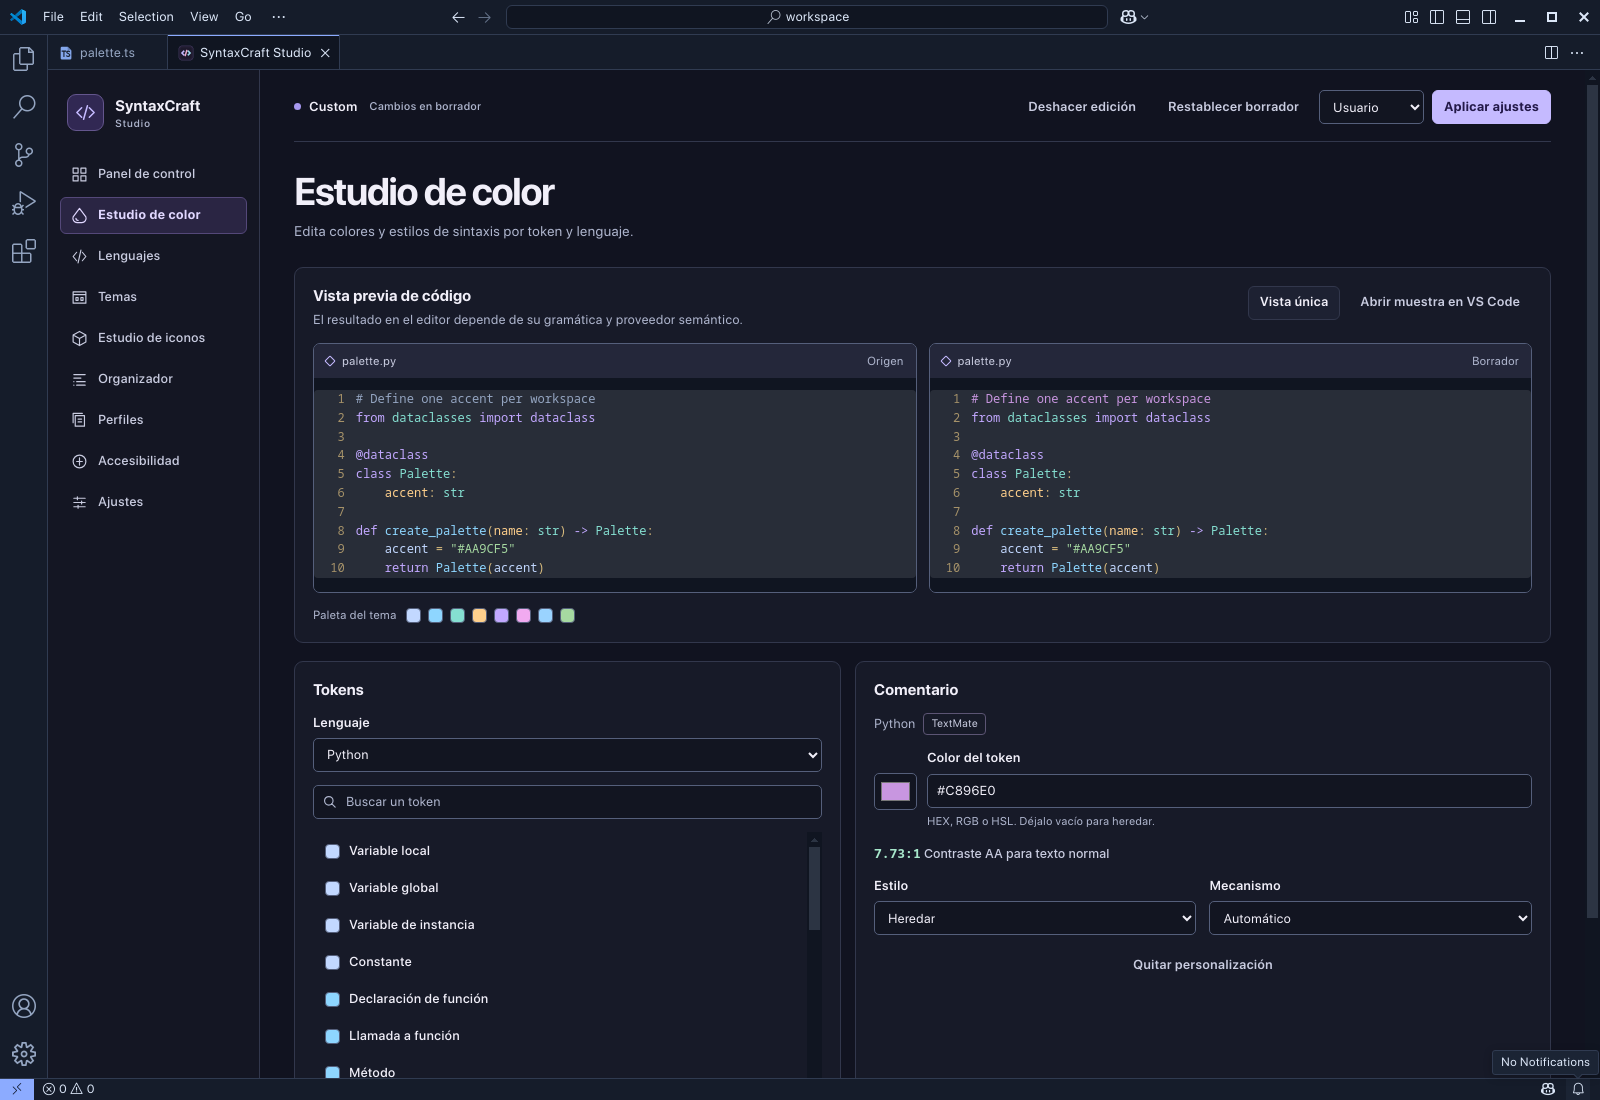 File Edit Selection View Go ···
workspace
TS palette.ts
SyntaxCraft Studio
SyntaxCraft
Studio
Panel de control
Estudio de color
Lenguajes
Temas
Estudio de iconos
Organizador
Perfiles
Accesibilidad
Ajustes
Custom Cambios en borrador
Deshacer edición
Restablecer borrador
Usuario
Aplicar ajustes
Estudio de color
Edita colores y estilos de sintaxis por token y lenguaje.
Vista previa de código
El resultado en el editor depende de su gramática y proveedor semántico.
Vista única
Abrir muestra en VS Code
palette.py Origen
1 # Define one accent per workspace
2 from dataclasses import dataclass
3
4 @dataclass
5 class Palette:
6     accent: str
7
8 def create_palette(name: str) -> Palette:
9     accent = "#AA9CF5"
10     return Palette(accent)
palette.py Borrador
1 # Define one accent per workspace
2 from dataclasses import dataclass
3
4 @dataclass
5 class Palette:
6     accent: str
7
8 def create_palette(name: str) -> Palette:
9     accent = "#AA9CF5"
10     return Palette(accent)
Paleta del tema
Tokens
Lenguaje
Python
Buscar un token
Variable local
Variable global
Variable de instancia
Constante
Declaración de función
Llamada a función
Método
Comentario
Python TextMate
Color del token
#C896E0
HEX, RGB o HSL. Déjalo vacío para heredar.
7.73:1 Contraste AA para texto normal
Estilo
Heredar
Mecanismo
Automático
Quitar personalización
No Notifications
0 0